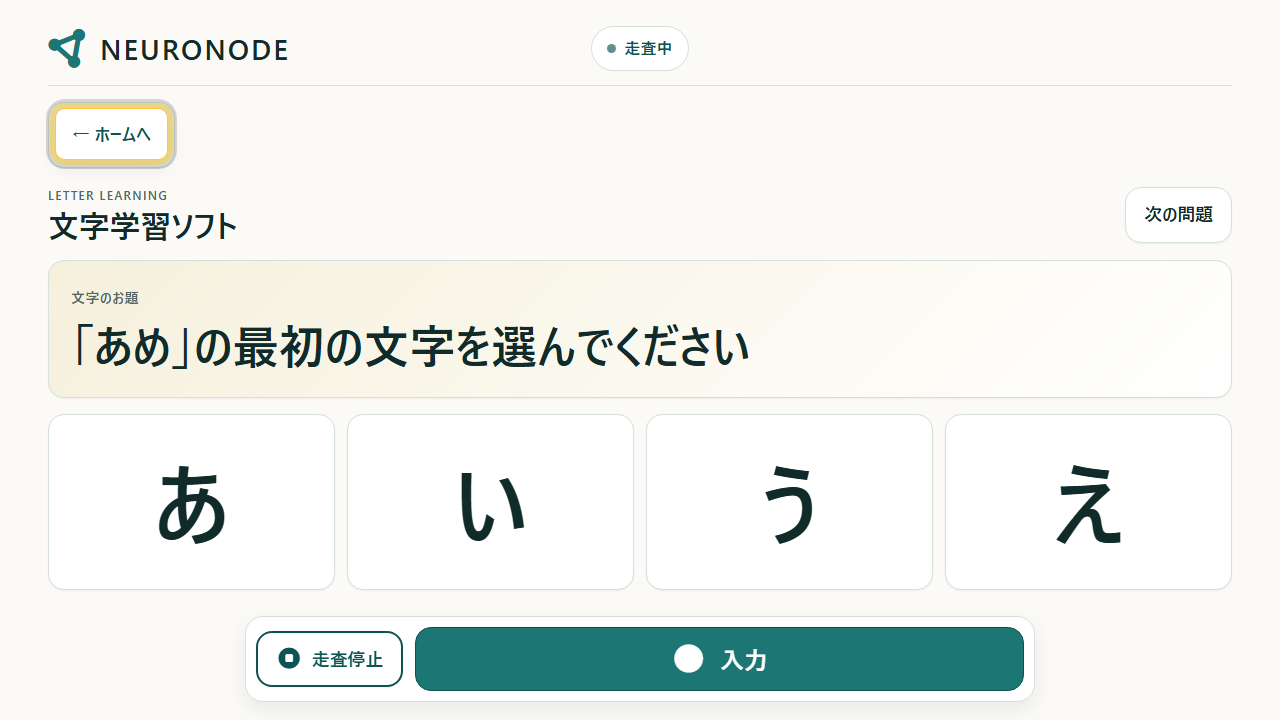 NEURONODE
走査中
← ホームへ
LETTER LEARNING
文字学習ソフト
次の問題
文字のお題
「あめ」の最初の文字を選んでください
あ
い
う
え
走査停止
入力